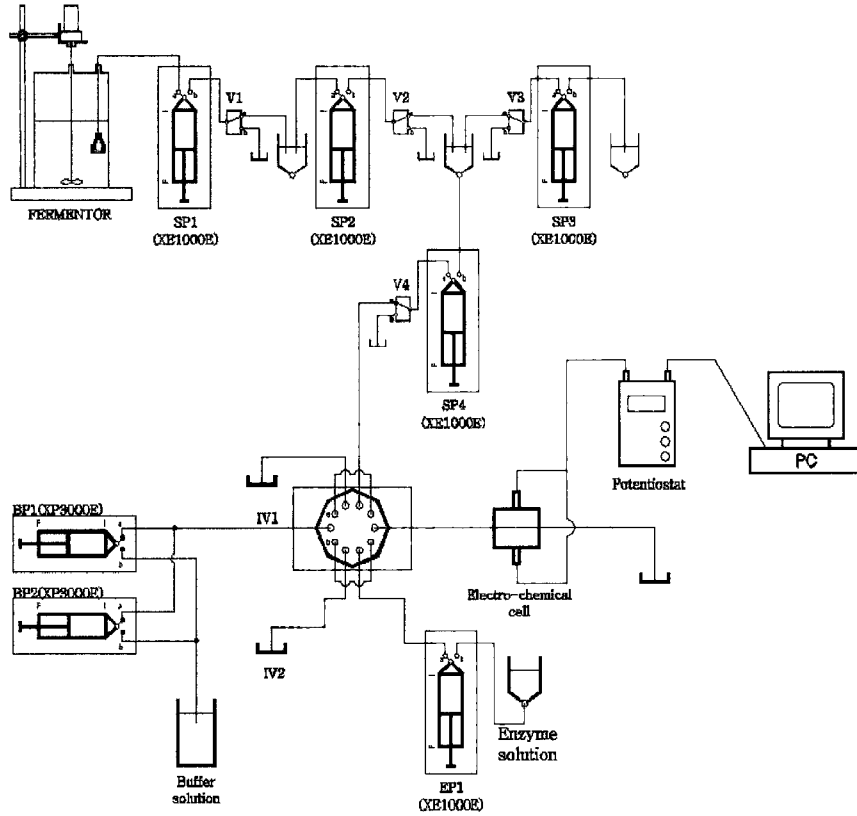 FERMENTOR
V1
V2
V3
SP1
(XE1000E)
SP2
(XE1000E)
SP3
(XE1000E)
V4
SP4
(XE1000E)
Potentiostat
PC
BP1(XP3000E)
IV1
BP2(XP3000E)
Electro-chemical
cell
IV2
Buffer
solution
Enzyme
solution
EP1
(XE1000E)